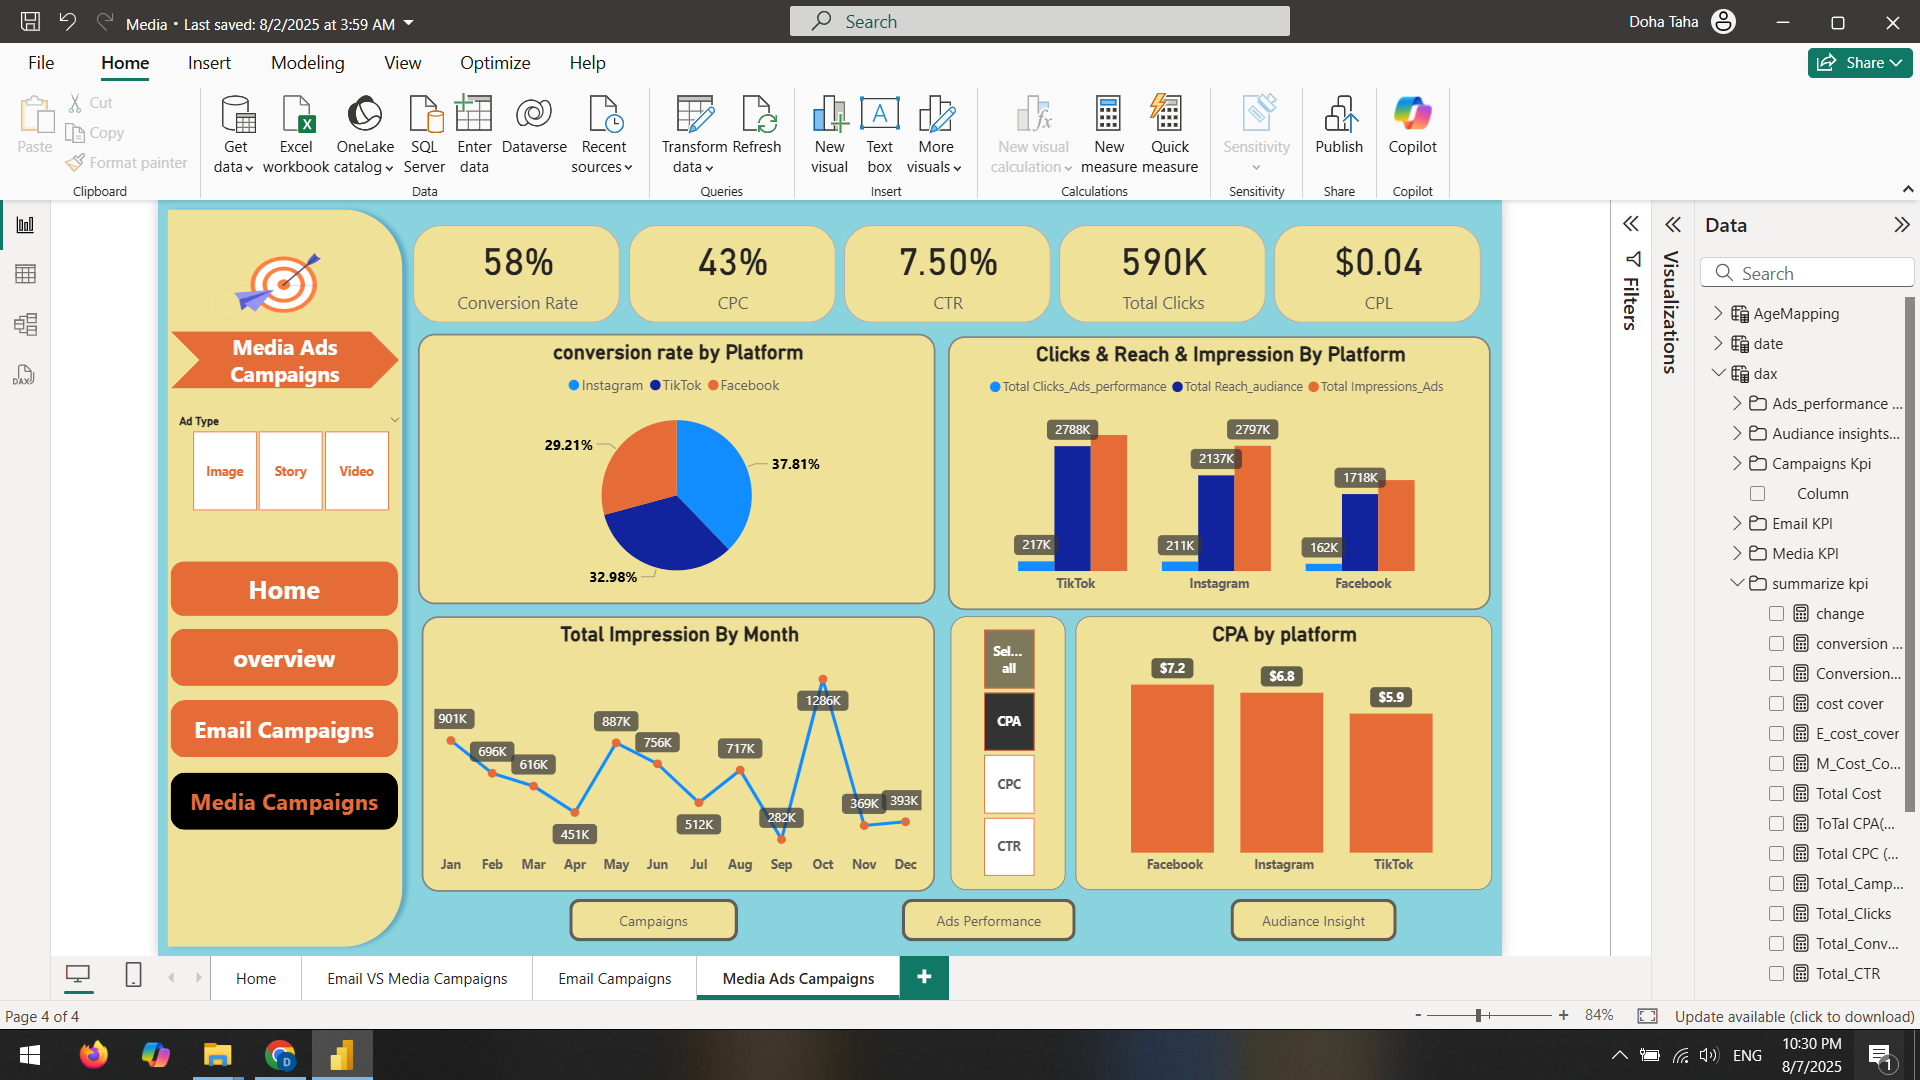 Media • Last saved: 8/2/2025 at 3:59 AM
Search
Doha Taha
File
Home
Insert
Modeling
View
Optimize
Help
Share
Paste
Cut
Copy
Format painter
Clipboard
Get data
Excel workbook
OneLake catalog
SQL Server
Enter data
Dataverse
Recent sources
Data
Transform data
Refresh
Queries
New visual
Text box
More visuals
Insert
New visual calculation
New measure
Quick measure
Calculations
Sensitivity
Sensitivity
Publish
Share
Copilot
Copilot
Media Ads
Campaigns
Ad Type
Image
Story
Video
Home
overview
Email Campaigns
Media Campaigns
58%
Conversion Rate
43%
CPC
7.50%
CTR
590K
Total Clicks
$0.04
CPL
conversion rate by Platform
Instagram
TikTok
Facebook
29.21%
37.81%
32.98%
Clicks & Reach & Impression By Platform
Total Clicks_Ads_performance
Total Reach_audiance
Total Impressions_Ads
2788K
2797K
2137K
1718K
217K
211K
162K
TikTok
Instagram
Facebook
Total Impression By Month
901K
696K
616K
451K
887K
756K
512K
717K
282K
1286K
369K
393K
Jan
Feb
Mar
Apr
May
Jun
Jul
Aug
Sep
Oct
Nov
Dec
Sel...
all
CPA
CPC
CTR
CPA by platform
$7.2
$6.8
$5.9
Facebook
Instagram
TikTok
Campaigns
Ads Performance
Audiance Insight
Filters
Visualizations
Data
Search
AgeMapping
date
dax
Ads_performance ...
Audiance insights...
Campaigns Kpi
Column
Email KPI
Media KPI
summarize kpi
change
conversion ...
Conversion...
cost cover
E_cost_cover
M_Cost_Co...
Total Cost
ToTal CPA(...
Total CPC (...
Total_Camp...
Total_Clicks
Total_Conv...
Total_CTR
DAX
Home
Email VS Media Campaigns
Email Campaigns
Media Ads Campaigns
+
Page 4 of 4
- + 84%
Update available (click to download)
ENG
10:30 PM
8/7/2025
1